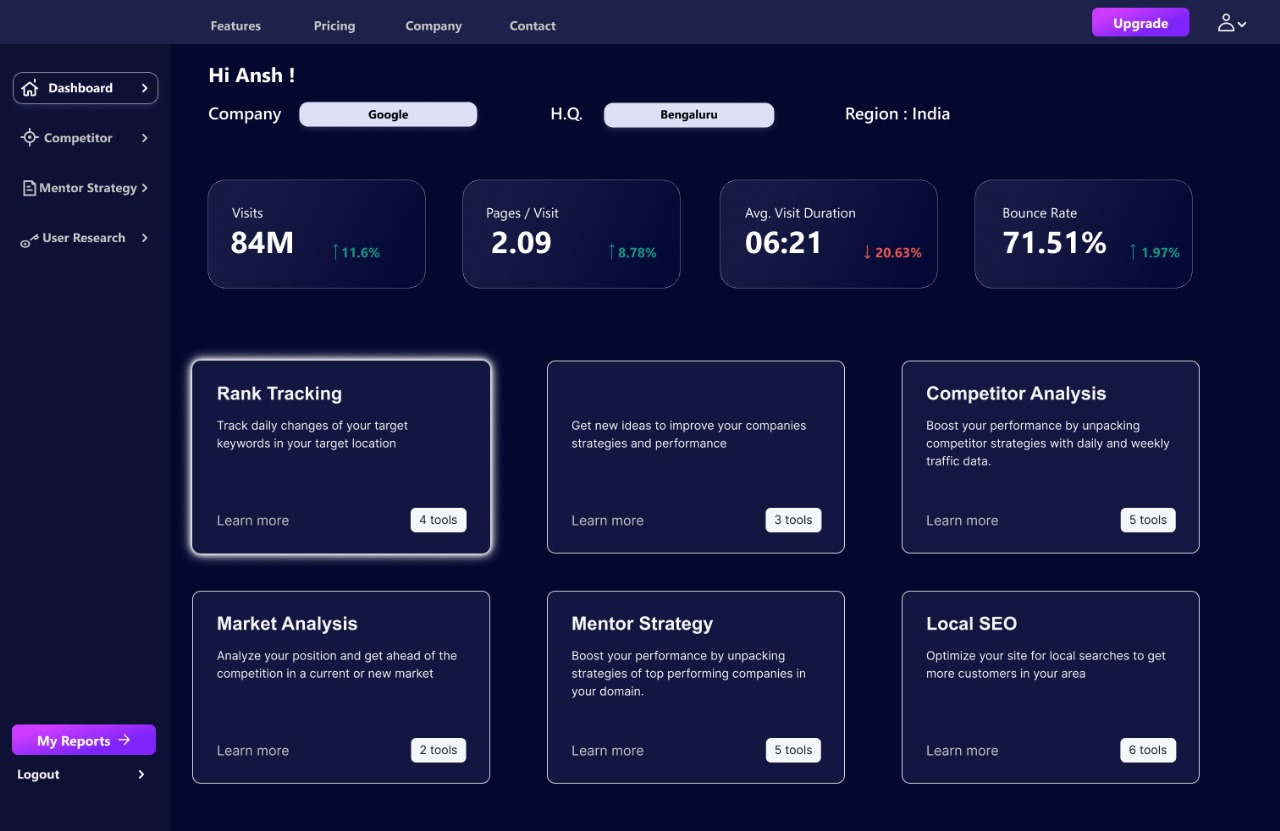 Features Pricing Company Contact Upgrade
Dashboard
Competitor
Mentor Strategy
User Research
My Reports
Logout
Hi Ansh !
Company Google H.Q. Bengaluru Region : India
Visits
84M ↑11.6%
Pages / Visit
2.09 ↑8.78%
Avg. Visit Duration
06:21 ↓ 20.63%
Bounce Rate
71.51% ↑ 1.97%
Rank Tracking
Track daily changes of your target
keywords in your target location
Learn more 4 tools
Get new ideas to improve your companies
strategies and performance
Learn more 3 tools
Competitor Analysis
Boost your performance by unpacking
competitor strategies with daily and weekly
traffic data.
Learn more 5 tools
Market Analysis
Analyze your position and get ahead of the
competition in a current or new market
Learn more 2 tools
Mentor Strategy
Boost your performance by unpacking
strategies of top performing companies in
your domain.
Learn more 5 tools
Local SEO
Optimize your site for local searches to get
more customers in your area
Learn more 6 tools